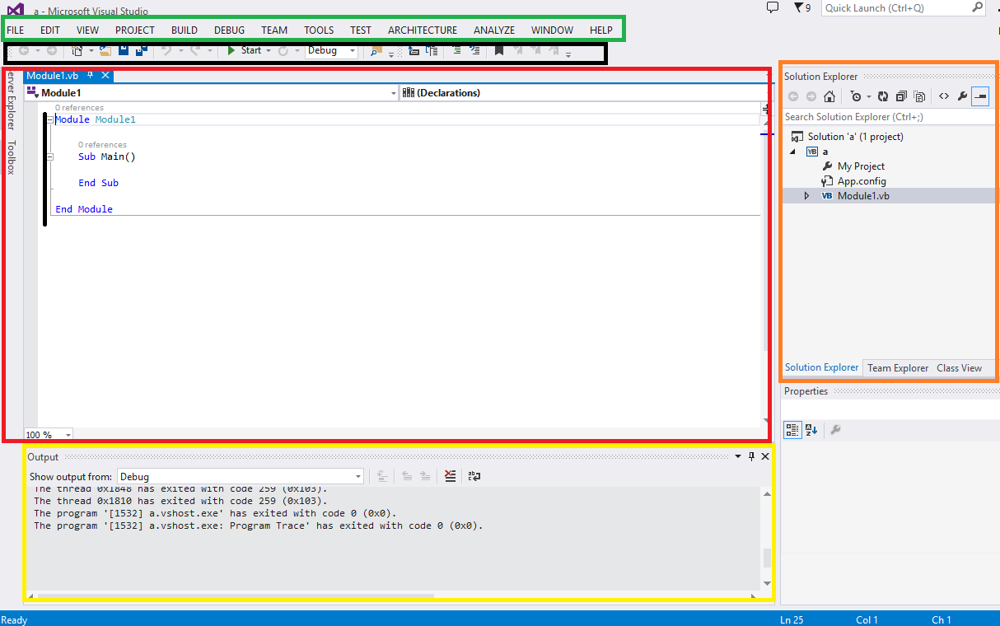 a - Microsoft Visual Studio
9
Quick Launch (Ctrl+Q)
FILE EDIT VIEW PROJECT BUILD DEBUG TEAM TOOLS TEST ARCHITECTURE ANALYZE WINDOW HELP
Start
Debug
erver Explorer
Toolbox
Module1.vb
Module1
(Declarations)
0 references
Module Module1
0 references
Sub Main()
End Sub
End Module
100 %
Solution Explorer
Search Solution Explorer (Ctrl+;)
Solution 'a' (1 project)
VB a
My Project
App.config
VB Module1.vb
Solution Explorer Team Explorer Class View
Properties
Output
Show output from: Debug
The thread 0x1848 has exited with code 259 (0x103).
The thread 0x1810 has exited with code 259 (0x103).
The program '[1532] a.vshost.exe' has exited with code 0 (0x0).
The program '[1532] a.vshost.exe: Program Trace' has exited with code 0 (0x0).
Ready
Ln 25 Col 1 Ch 1